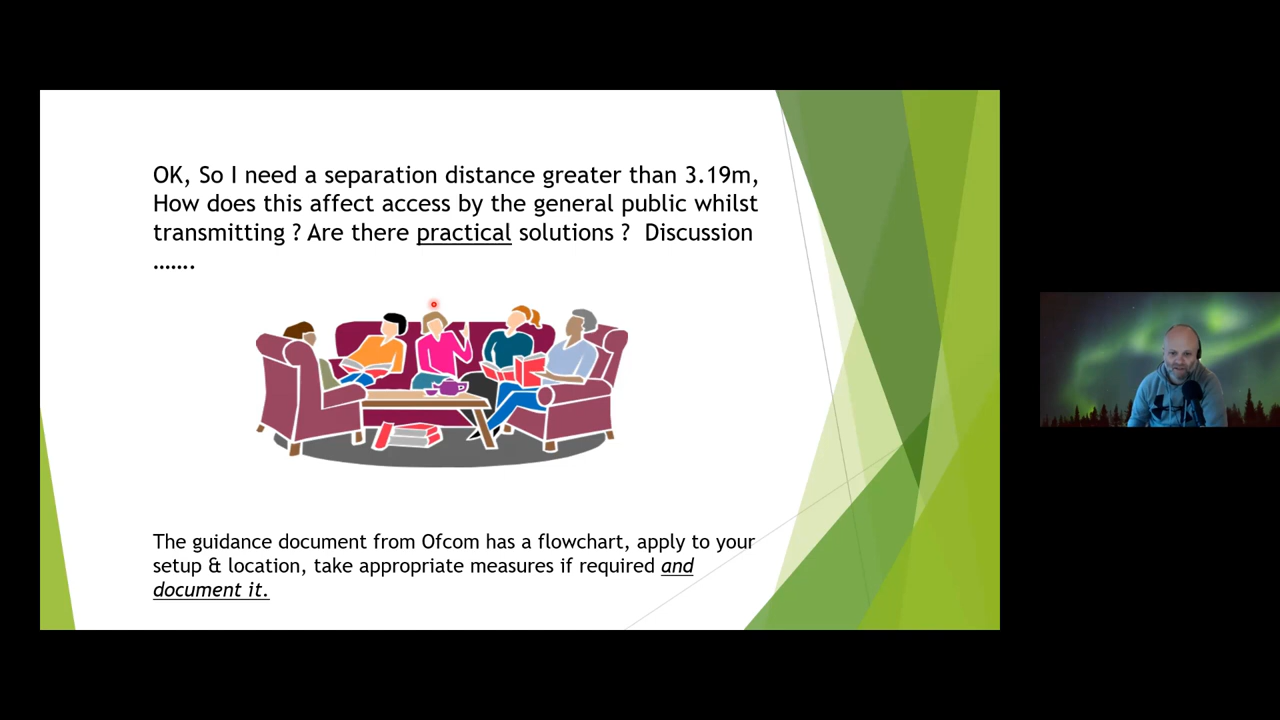 OK, So I need a separation distance greater than 3.19m,
How does this affect access by the general public whilst
transmitting ? Are there practical solutions ?  Discussion
…….
The guidance document from Ofcom has a flowchart, apply to your
setup & location, take appropriate measures if required and
document it.